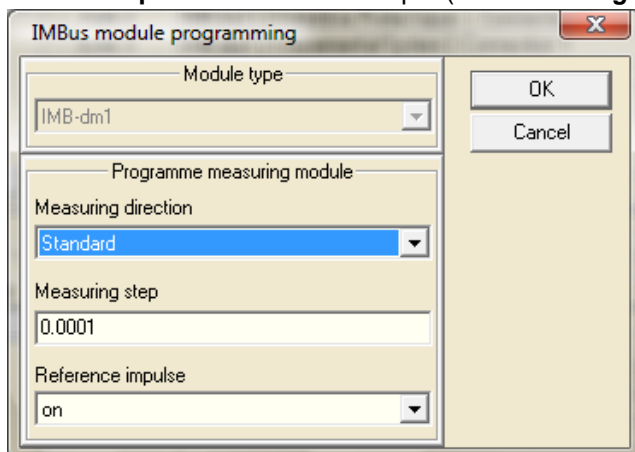 IMBus module programming
Module type
IMB-dm1
OK
Cancel
Programme measuring module
Measuring direction
Standard
Measuring step
0.0001
Reference impulse
on